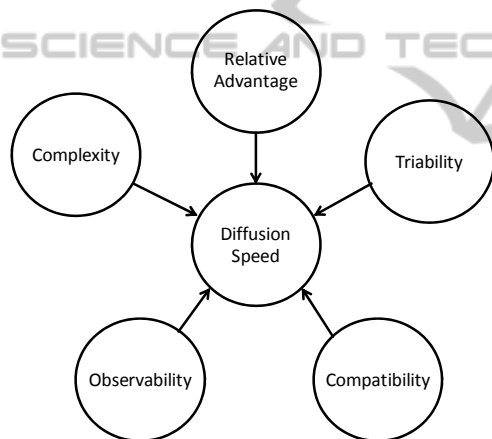 SCIENCE AND TEC
Relative
Advantage
Complexity
Triability
Diffusion
Speed
Observability
Compatibility